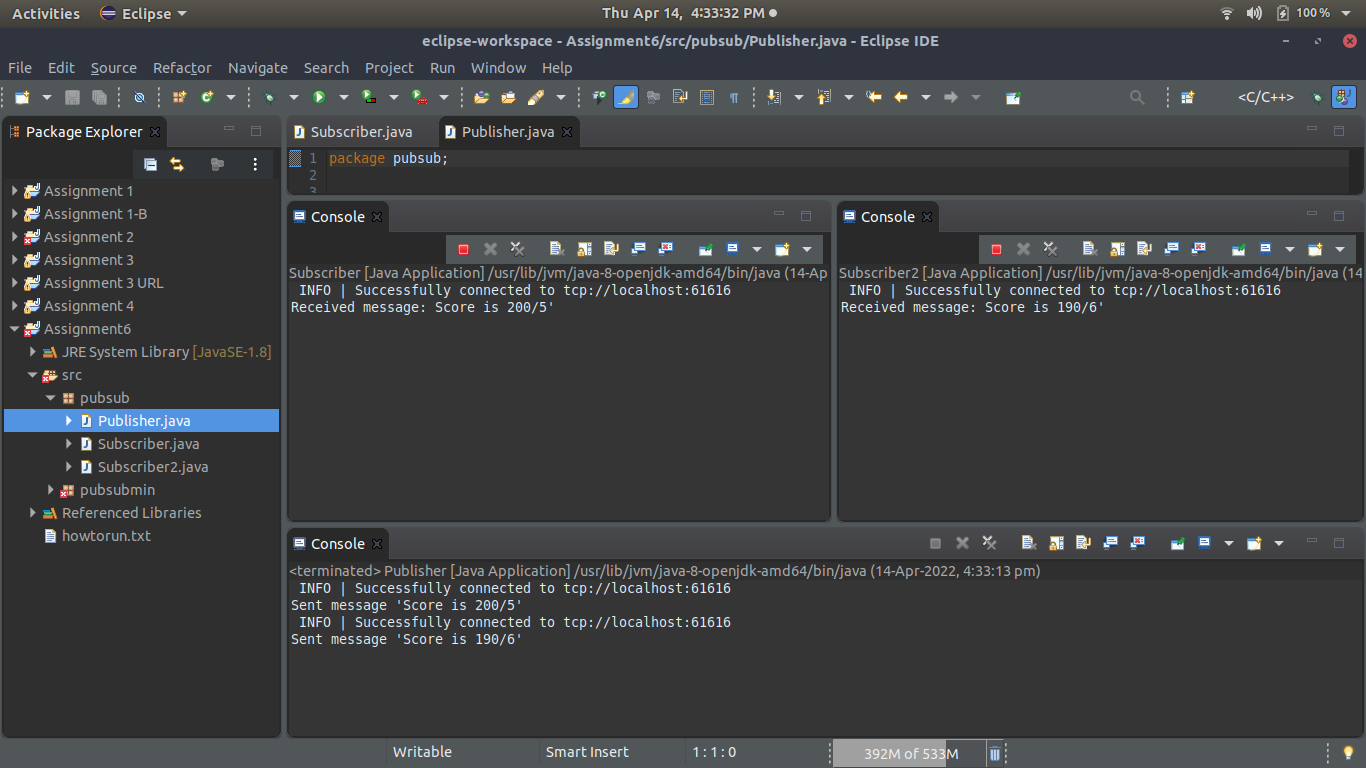 Activities Eclipse Thu Apr 14, 4:33:32 PM 100 %
eclipse-workspace - Assignment6/src/pubsub/Publisher.java - Eclipse IDE
File Edit Source Refactor Navigate Search Project Run Window Help
<C/C++>
Package Explorer
Assignment 1
Assignment 1-B
Assignment 2
Assignment 3
Assignment 3 URL
Assignment 4
Assignment6
JRE System Library [JavaSE-1.8]
src
pubsub
Publisher.java
Subscriber.java
Subscriber2.java
pubsubmin
Referenced Libraries
howtorun.txt
Subscriber.java Publisher.java
1 package pubsub;
2
3
Console
Subscriber [Java Application] /usr/lib/jvm/java-8-openjdk-amd64/bin/java (14-Ap
INFO | Successfully connected to tcp://localhost:61616
Received message: Score is 200/5'
Console
Subscriber2 [Java Application] /usr/lib/jvm/java-8-openjdk-amd64/bin/java (14
INFO | Successfully connected to tcp://localhost:61616
Received message: Score is 190/6'
Console
<terminated> Publisher [Java Application] /usr/lib/jvm/java-8-openjdk-amd64/bin/java (14-Apr-2022, 4:33:13 pm)
INFO | Successfully connected to tcp://localhost:61616
Sent message 'Score is 200/5'
INFO | Successfully connected to tcp://localhost:61616
Sent message 'Score is 190/6'
Writable Smart Insert 1 : 1 : 0 392M of 533M